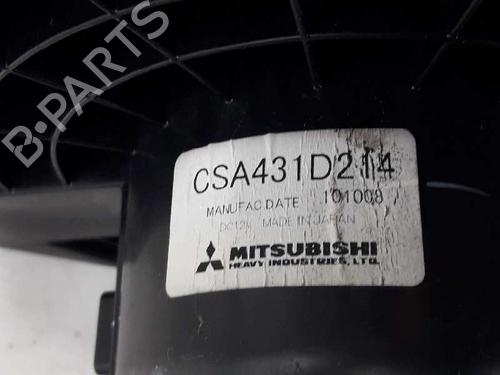 B-PARTS
CSA431D214
MANUFAC.DATE 101008
DC12V MADE IN JAPAN
MITSUBISHI
HEAVY INDUSTRIES, LTD.